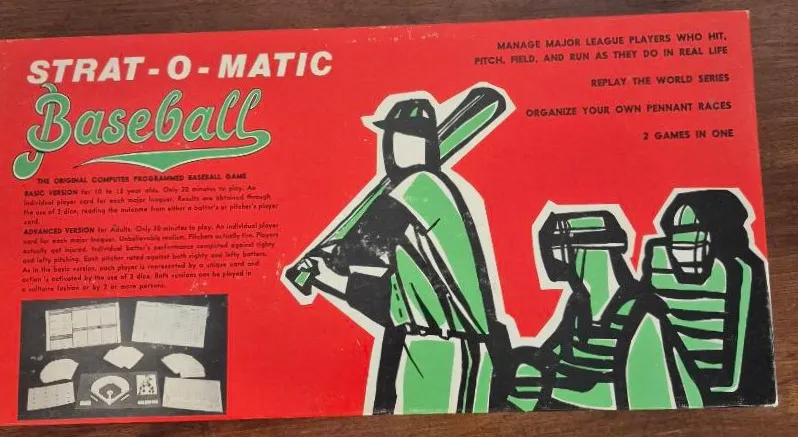 STRAT-O-MATIC
Baseball
THE ORIGINAL COMPUTER PROGRAMMED BASEBALL GAME
BASIC VERSION for 10 to 15 year olds. Only 20 minutes to play. An
individual player card for each major leaguer. Results are obtained through
the use of 3 dice, reading the outcome from either a batter's or pitcher's player
card.
ADVANCED VERSION for Adults. Only 30 minutes to play. An individual player
card for each major leaguer. Unbelievable realism. Pitchers actually tire. Players
actually get injured. Individual batter's performance computed against righty
and lefty pitching. Each pitcher rated against both righty and lefty batters.
As in the basic version, each player is represented by a unique card and
action is activated by the use of 3 dice. Both versions can be played in
a solitaire fashion or by 2 or more persons.
MANAGE MAJOR LEAGUE PLAYERS WHO HIT,
PITCH, FIELD, AND RUN AS THEY DO IN REAL LIFE
REPLAY THE WORLD SERIES
ORGANIZE YOUR OWN PENNANT RACES
2 GAMES IN ONE